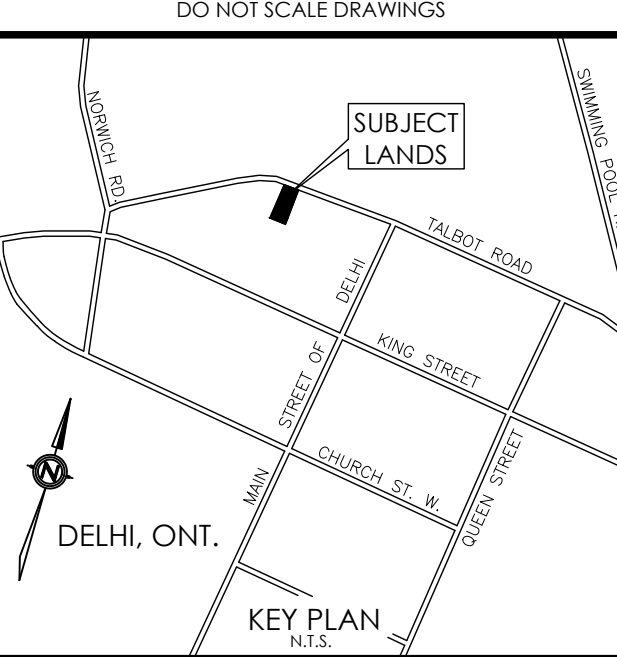 DO NOT SCALE DRAWINGS
NORWICH RD.
SWIMMING POOL
SUBJECT
LANDS
TALBOT ROAD
MAIN STREET OF DELHI
KING STREET
CHURCH ST. W.
QUEEN STREET
N
DELHI, ONT.
KEY PLAN
N.T.S.